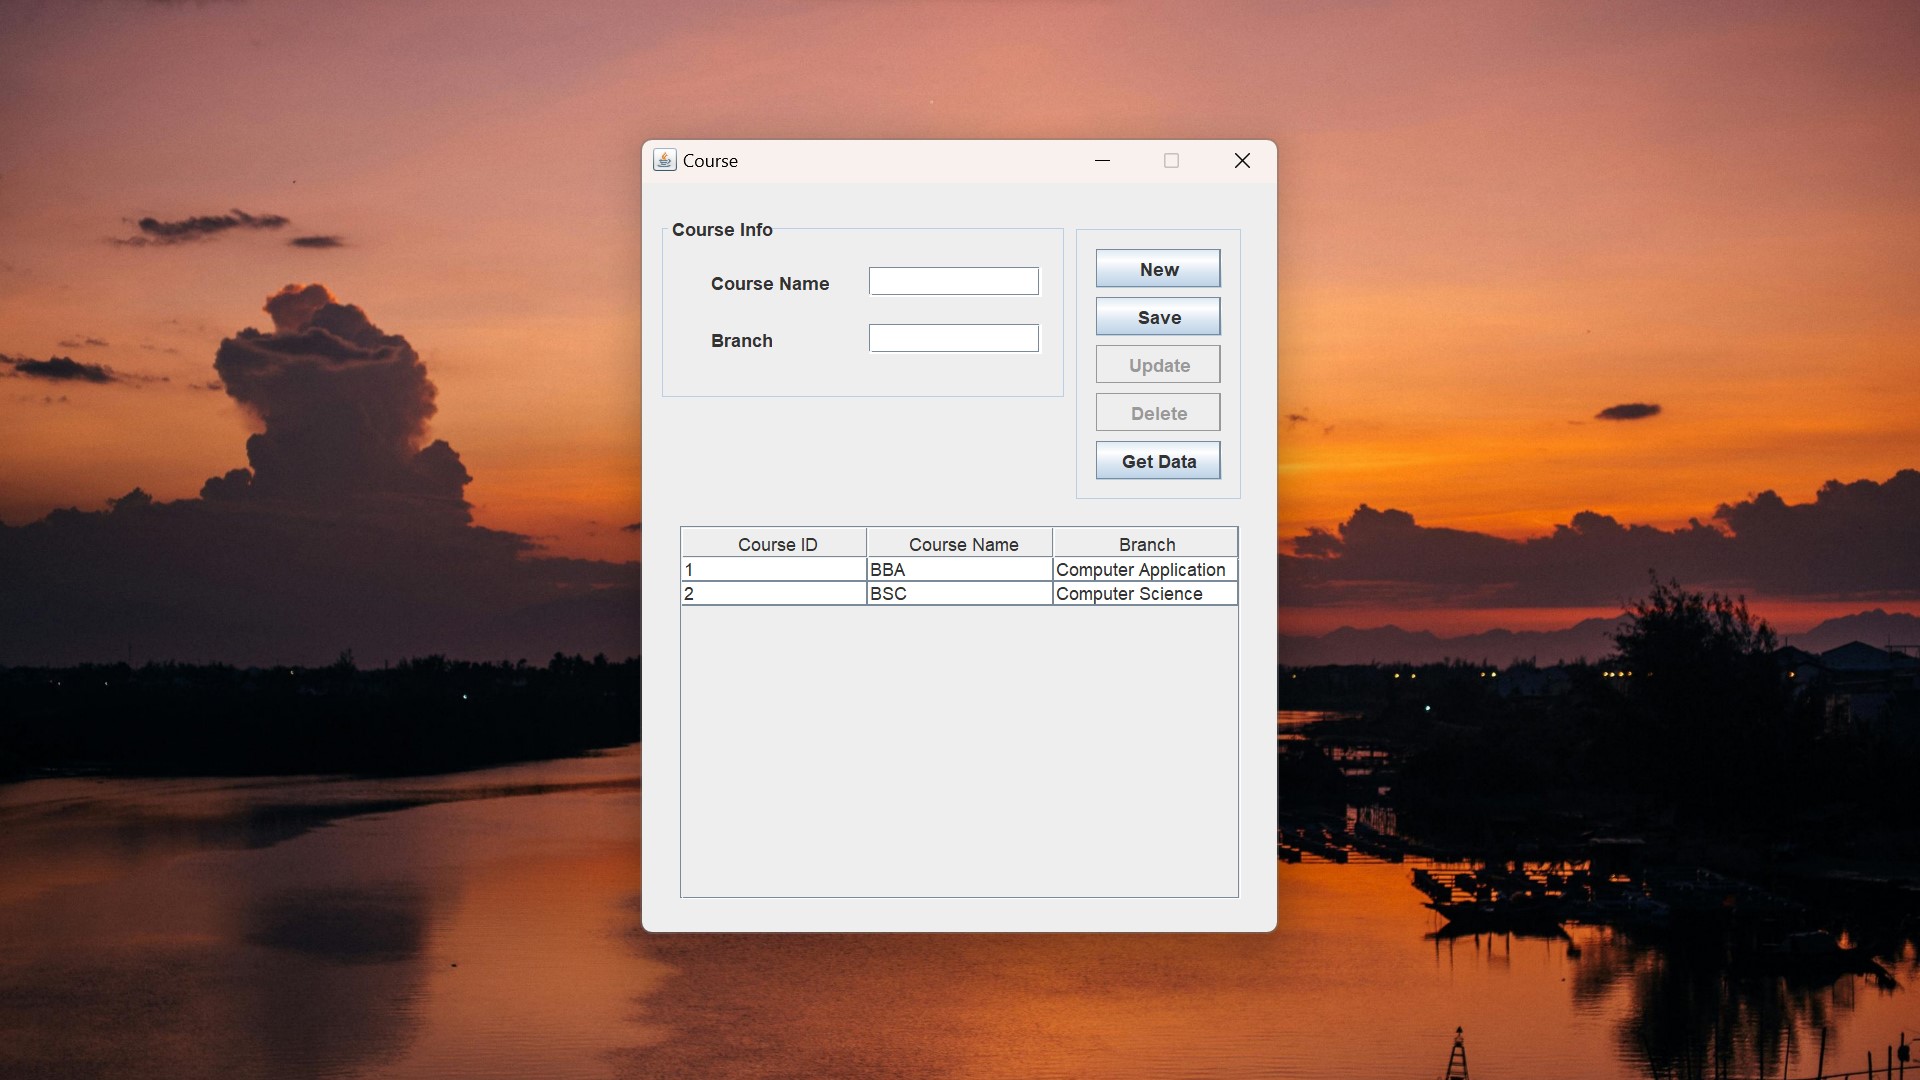 Course
Course Info
Course Name
Branch
New
Save
Update
Delete
Get Data
Course ID Course Name Branch
1 BBA Computer Application
2 BSC Computer Science